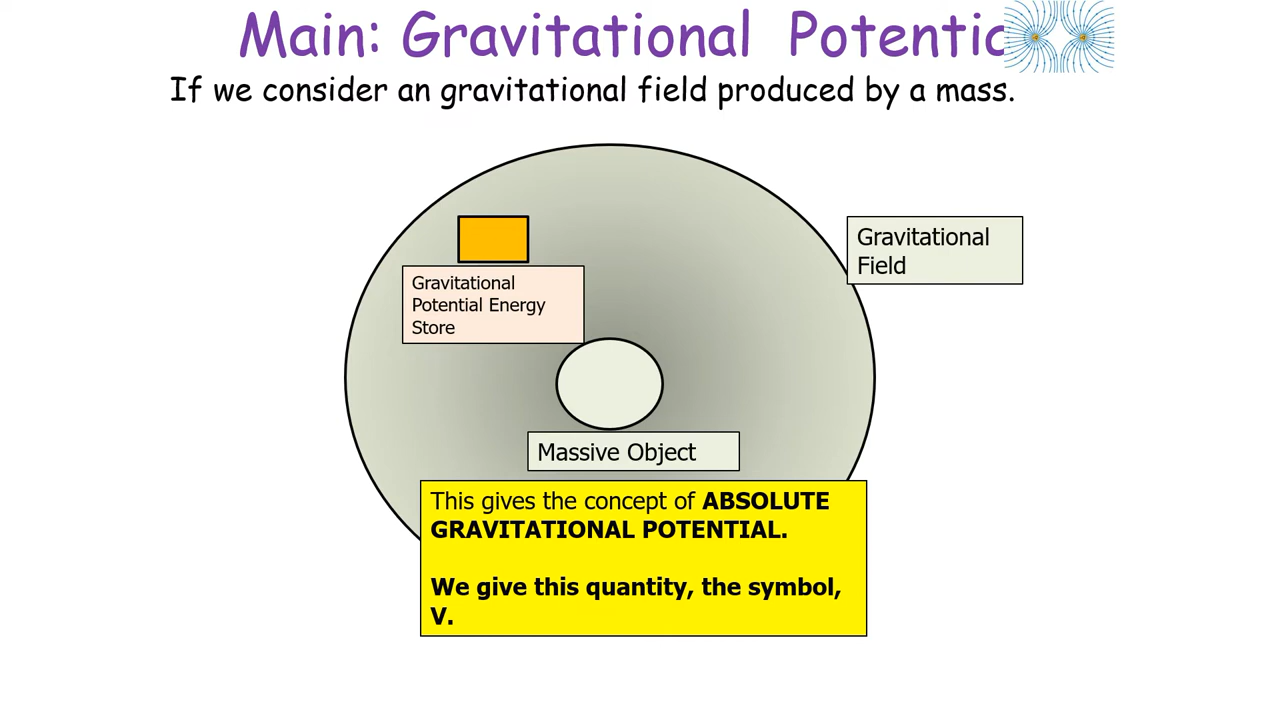 Main: Gravitational Potentia
If we consider an gravitational field produced by a mass.
Gravitational
Field
Gravitational
Potential Energy
Store
Massive Object
This gives the concept of ABSOLUTE
GRAVITATIONAL POTENTIAL.
We give this quantity, the symbol,
V.